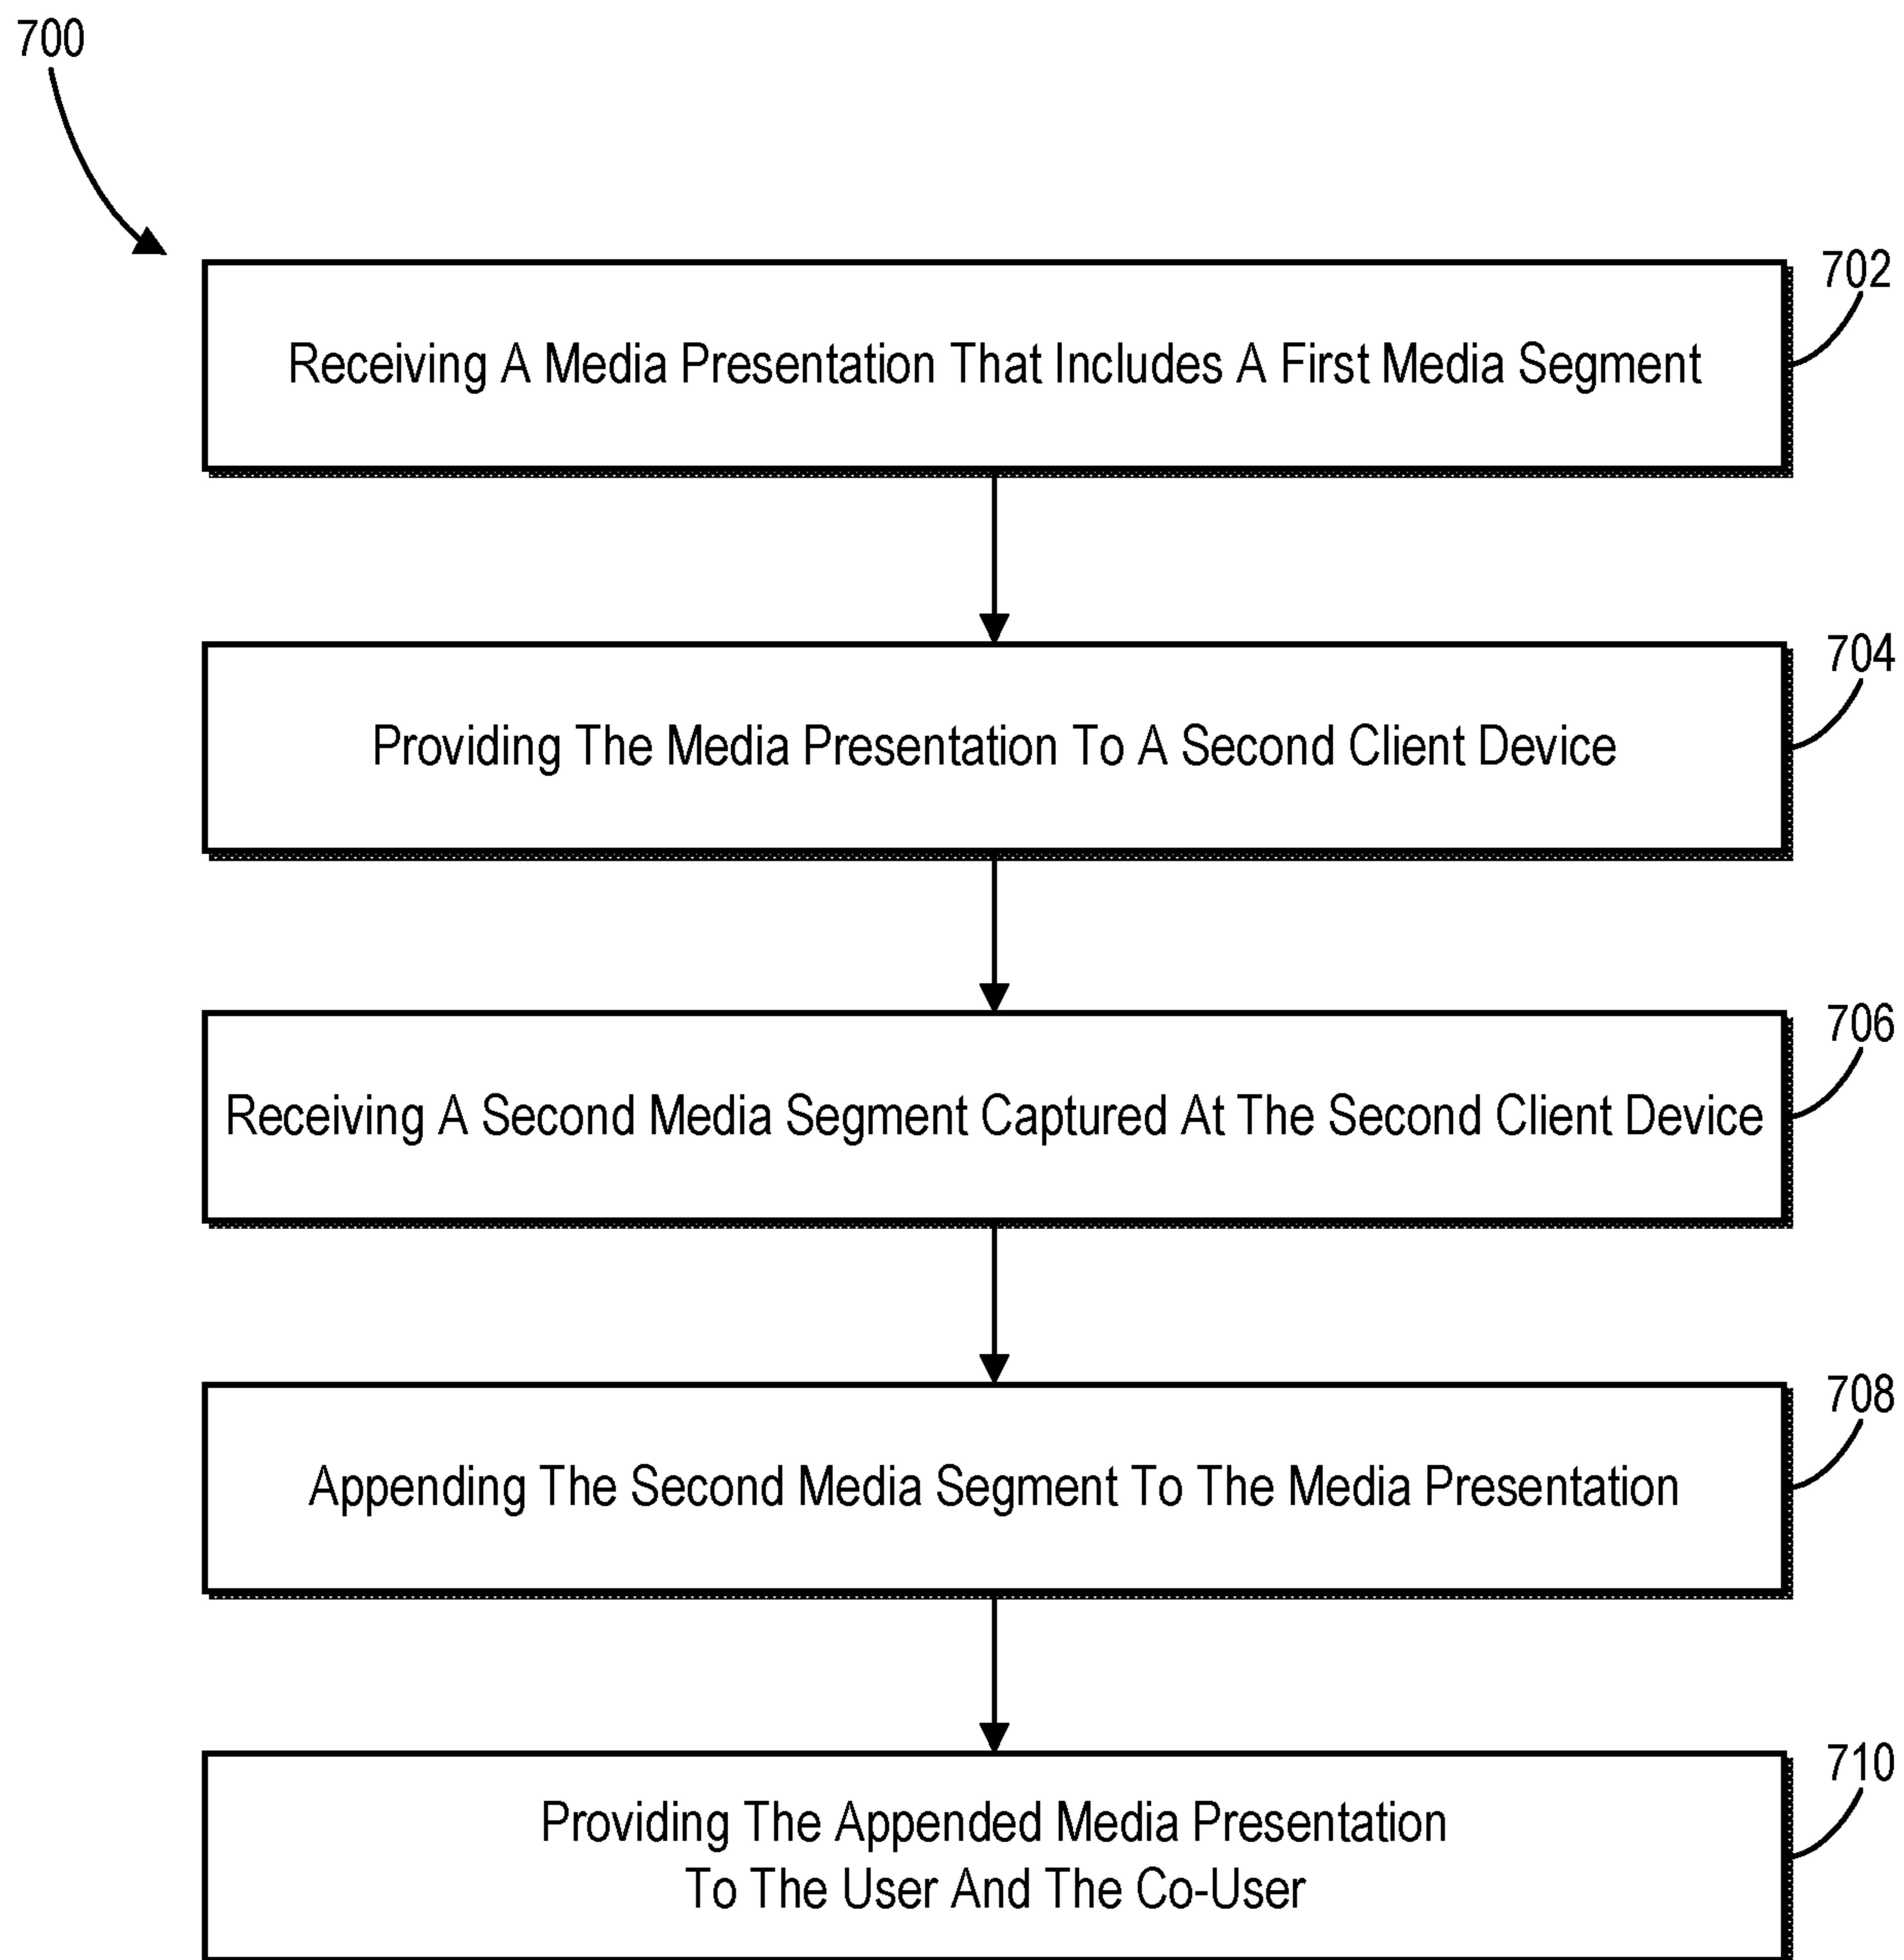 700
702
Receiving A Media Presentation That Includes A First Media Segment
704
Providing The Media Presentation To A Second Client Device
706
Receiving A Second Media Segment Captured At The Second Client Device
708
Appending The Second Media Segment To The Media Presentation
710
Providing The Appended Media Presentation
To The User And The Co-User